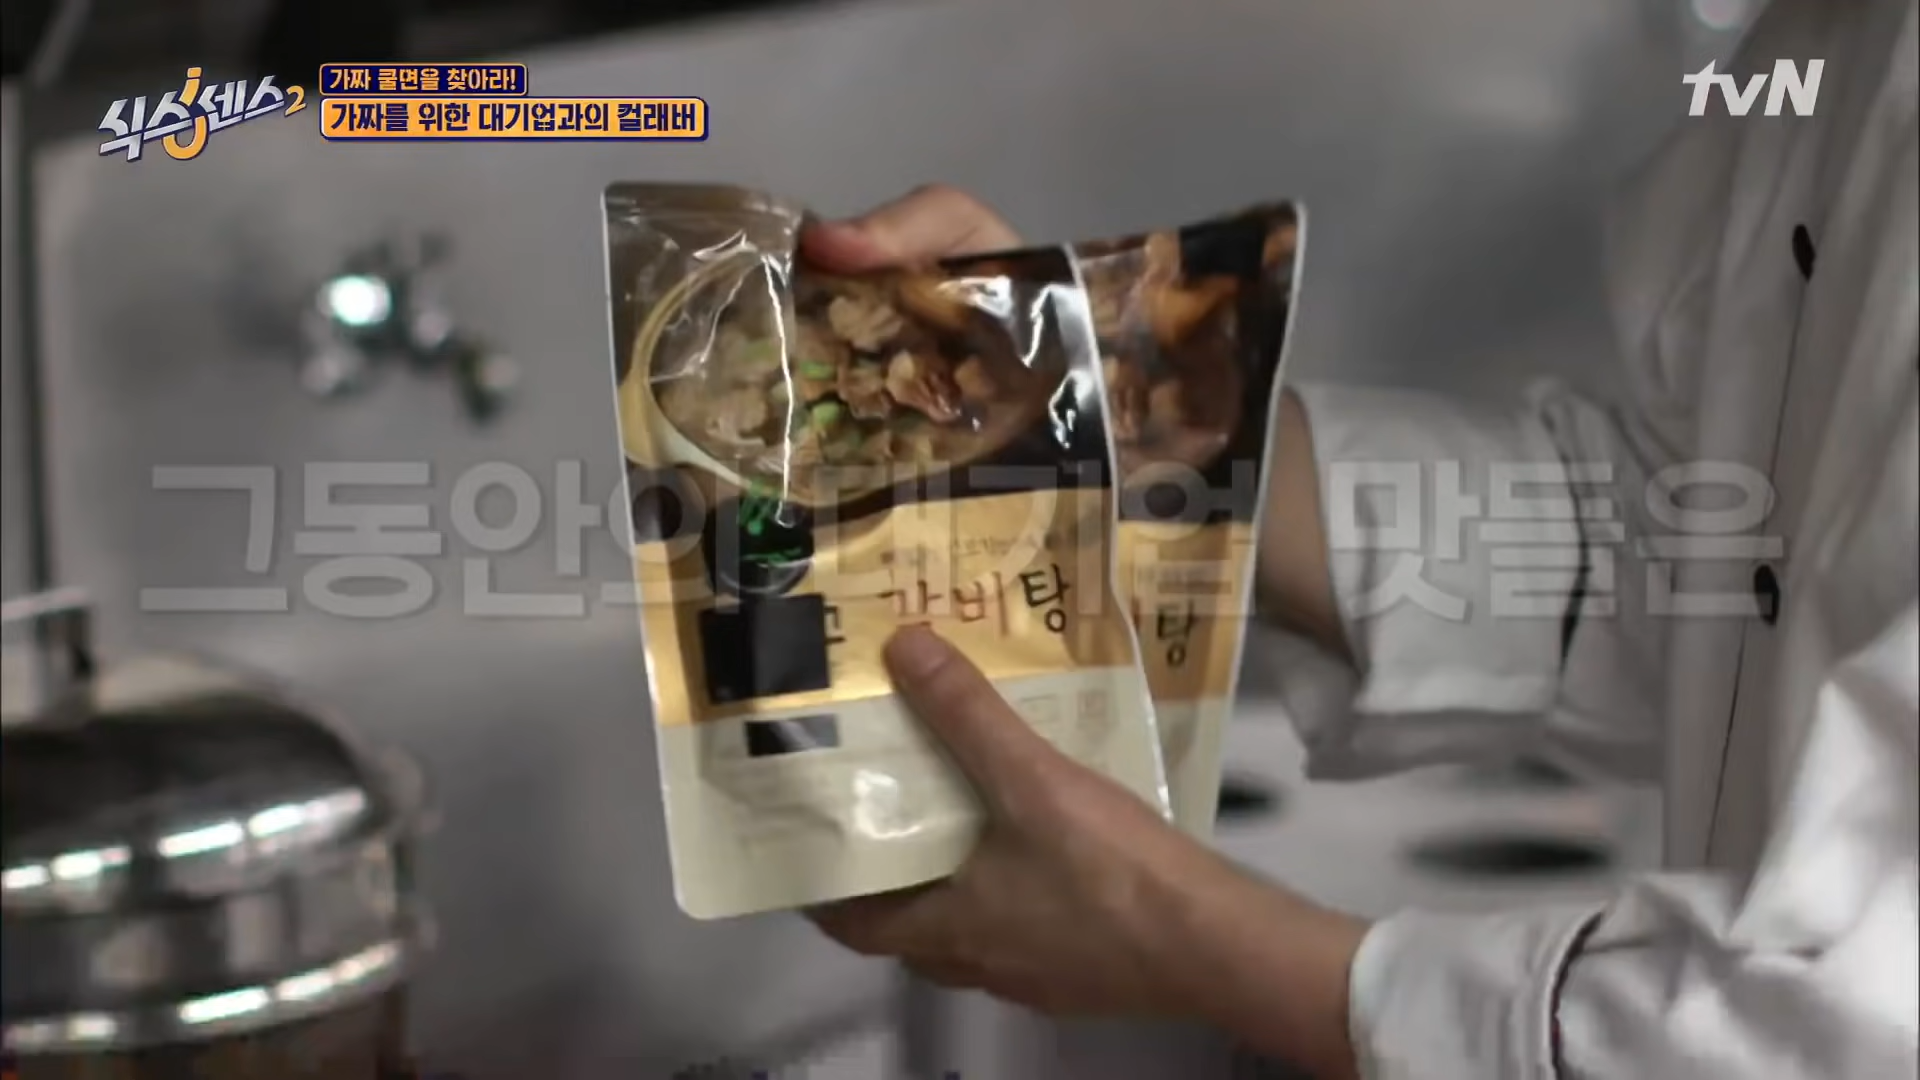 식스센스2
가짜 쿨면을 찾아라!
가짜를 위한 대기업과의 컬래버
tvN
그동안의 대기업 맛들은
갈비탕
탕